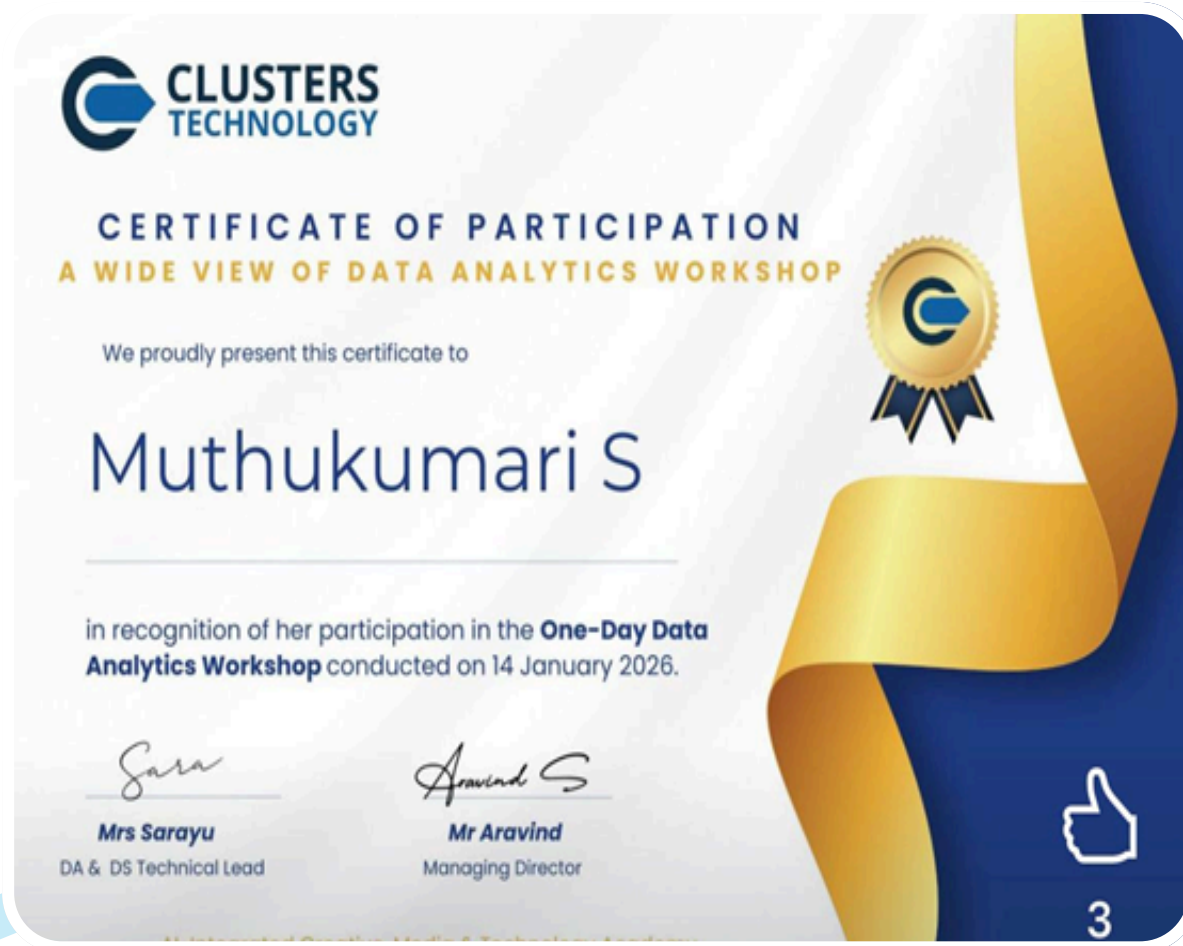 CLUSTERS
TECHNOLOGY
CERTIFICATE OF PARTICIPATION
A WIDE VIEW OF DATA ANALYTICS WORKSHOP
We proudly present this certificate to
Muthukumari S
in recognition of her participation in the One-Day Data
Analytics Workshop conducted on 14 January 2026.
Sara
Aravind S
Mrs Sarayu
Mr Aravind
DA & DS Technical Lead
Managing Director
3